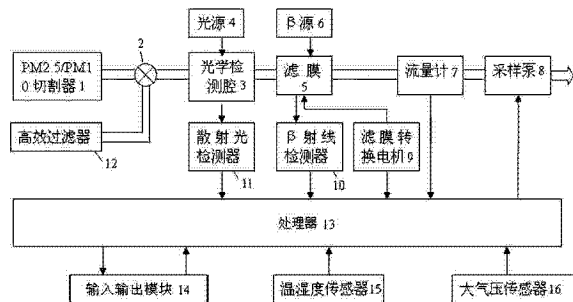 光源 4
β源 6
2
PM2.5/PM1
0切割器 1
光学检
测腔 3
滤膜
5
流量计 7
采样泵 8
高效过滤器
12
散射光
检测器
11
β射线
检测器
10
滤膜转
换电机 9
处理器 13
输入输出模块 14
温湿度传感器 15
大气压传感器 16